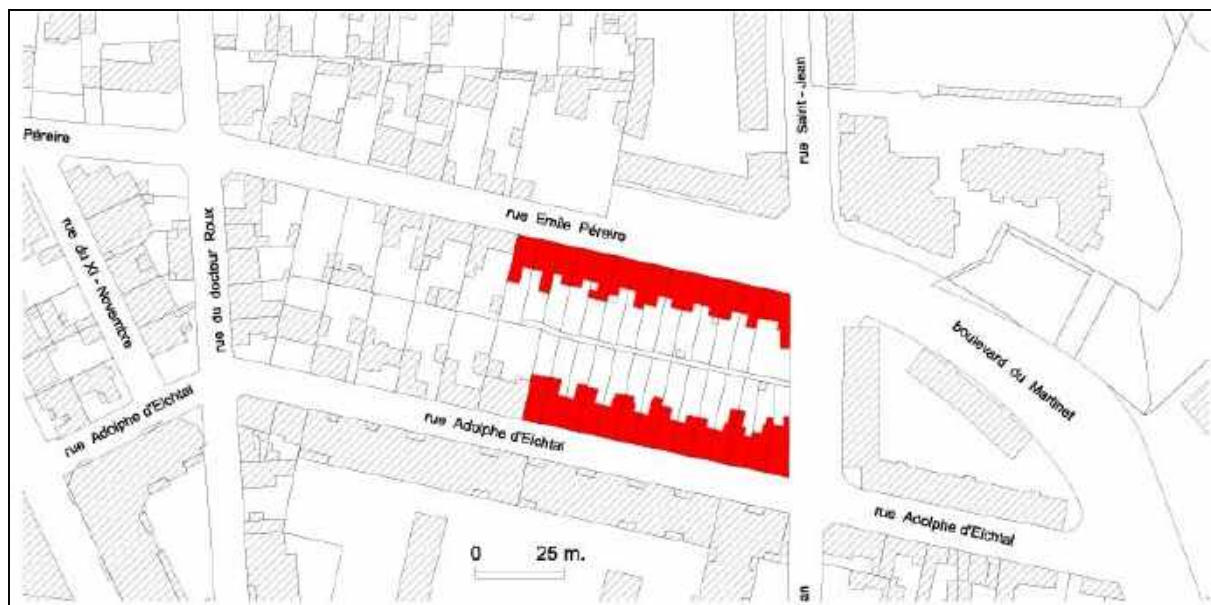 Péreire
rue Saint-Jean
rue Emile Péreire
rue du XI-Novembre
rue du docteur Roux
boulevard du Martinet
rue Adolphe d'Eichtal
rue Adolphe d'Eichtal
rue Adolphe d'Eichtal
0 25 m.
an